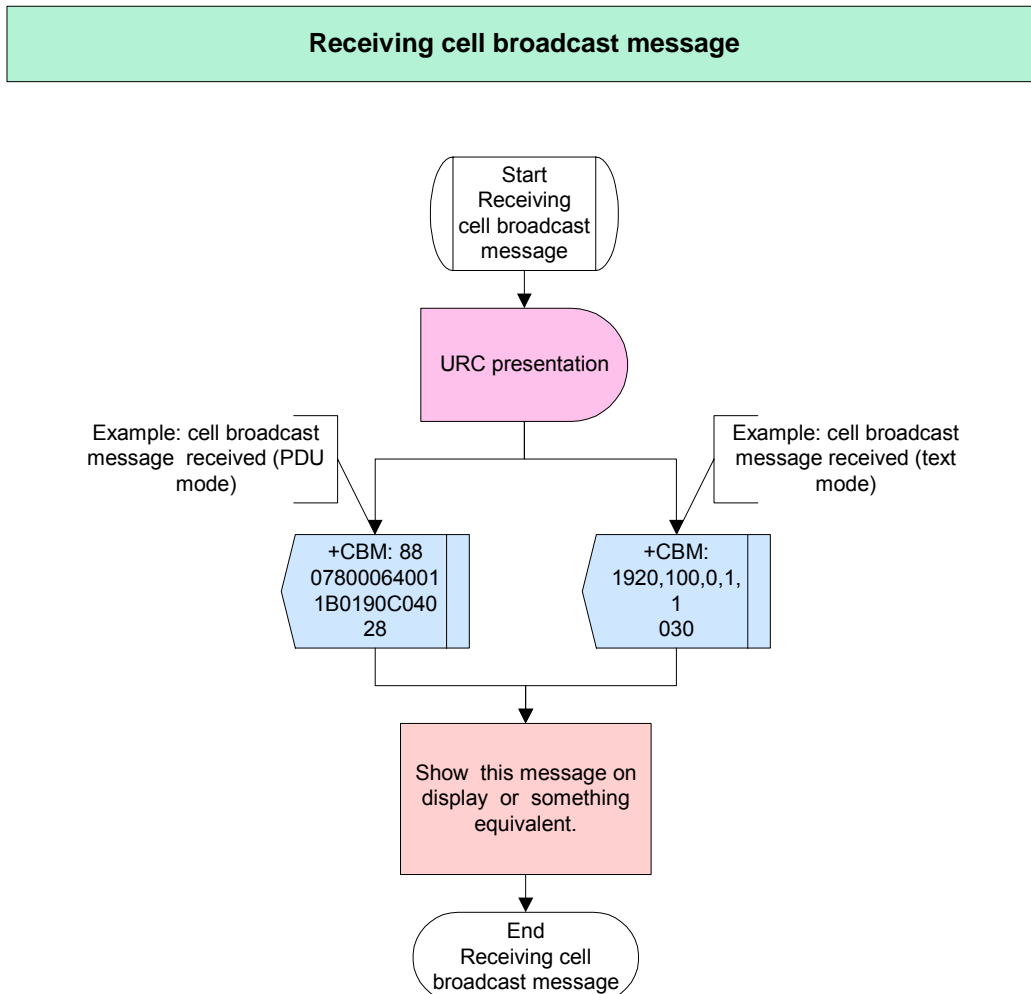 Receiving cell broadcast message
Start
Receiving
cell broadcast
message
URC presentation
Example: cell broadcast
message received (PDU
mode)
Example: cell broadcast
message received (text
mode)
+CBM: 88
07800064001
1B0190C040
28
+CBM:
1920,100,0,1,
1
030
Show this message on
display or something
equivalent.
End
Receiving cell
broadcast message